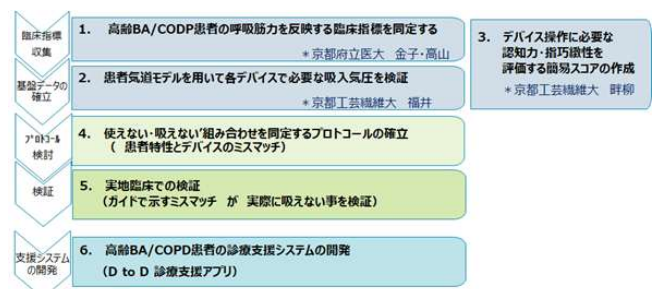 臨床指標
収集
1. 高齢BA/CODP患者の呼吸筋力を反映する臨床指標を同定する
＊京都府立医大 金子・高山
3. デバイス操作に必要な
認知力・指巧緻性を
評価する簡易スコアの作成
＊京都工芸繊維大 畔柳
基盤データの
確立
2. 患者気道モデルを用いて各デバイスで必要な吸入気圧を検証
＊京都工芸繊維大 福井
ﾌﾟﾛﾄｺｰﾙ
検討
4. 使えない・吸えない’組み合わせを同定するプロトコールの確立
( 患者特性とデバイスのミスマッチ）
検証
5. 実地臨床での検証
（ガイドで示すミスマッチ が 実際に吸えない事を検証）
支援システム
の開発
6. 高齢BA/COPD患者の診療支援システムの開発
（D to D 診療支援アプリ）